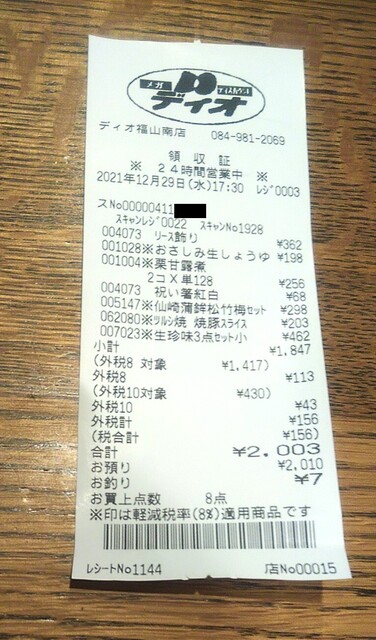 メガ ディスカウント
ディオ
ディオ福山南店 084-981-2069
領収証
※ 24時間営業中 ※
2021年12月29日(水)17:30 レジ0003
スNo00000411
スキャンレジ0022 スキャンNo1928
004073 リース飾り ¥362
001028※おさしみ生しょうゆ ¥198
001004※栗甘露煮
2コ×単128 ¥256
004073 祝い箸紅白 ¥68
005147※仙崎蒲鉾松竹梅セット ¥298
062080※ツルシ焼 焼豚スライス ¥203
007023※生珍味3点セット小 ¥462
小計 ¥1,847
(外税8 対象 ¥1,417)
外税8 ¥113
(外税10対象 ¥430)
外税10 ¥43
外税計 ¥156
(税合計 ¥156)
合計 ¥2,003
お預り ¥2,010
お釣り ¥7
お買上点数 8点
※印は軽減税率(8%)適用商品です
レシートNo1144 店No00015